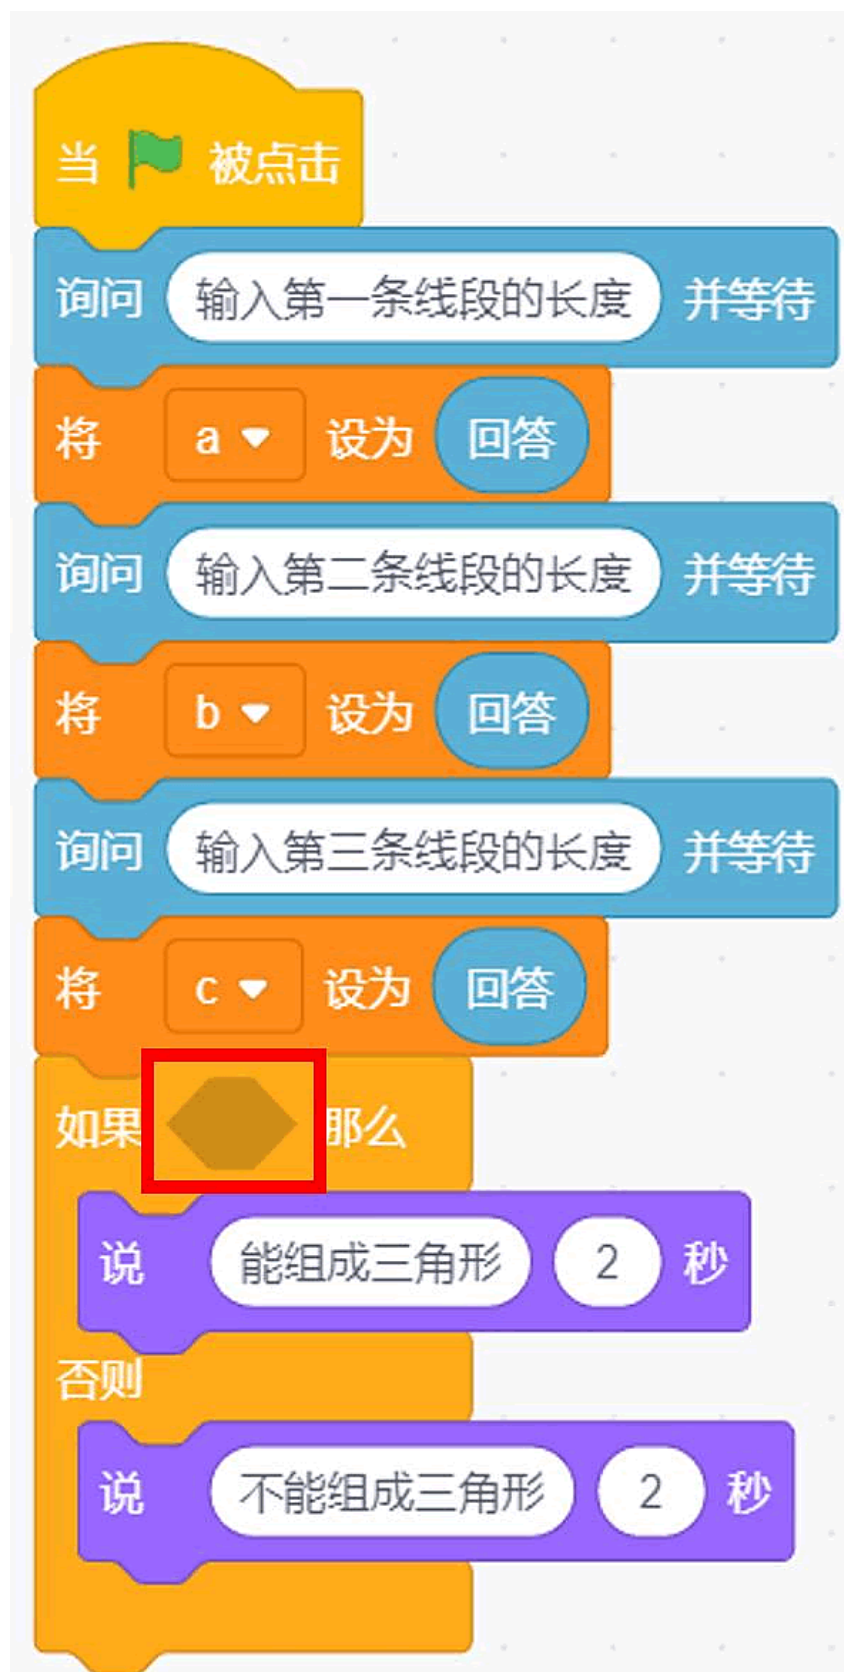 当 被点击
询问 输入第一条线段的长度 并等待
将 a 设为 回答
询问 输入第二条线段的长度 并等待
将 b 设为 回答
询问 输入第三条线段的长度 并等待
将 c 设为 回答
如果 那么
说 能组成三角形 2 秒
否则
说 不能组成三角形 2 秒